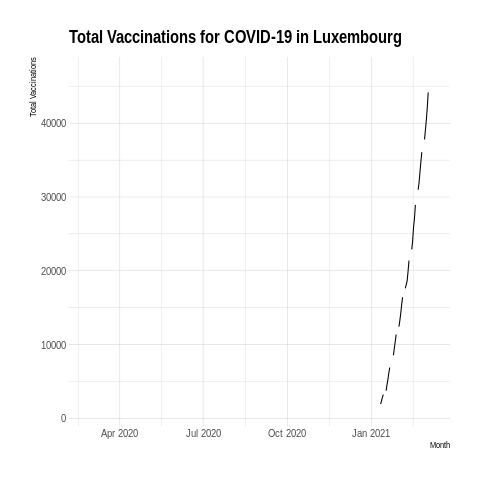 Total Vaccinations for COVID-19 in Luxembourg
Total Vaccinations
40000
30000
20000
10000
0
Apr 2020
Jul 2020
Oct 2020
Jan 2021
Month